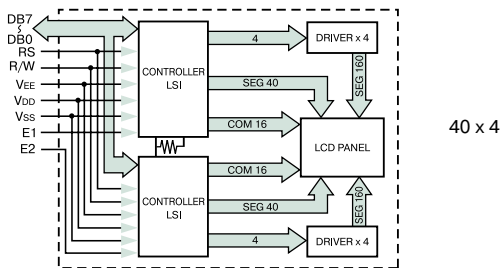 DB7
~
DB0
RS
R/W
VEE
VDD
VSS
E1
E2
CONTROLLER
LSI
4
DRIVER x 4
SEG 160
SEG 40
COM 16
LCD PANEL
COM 16
CONTROLLER
LSI
SEG 40
SEG 160
4
DRIVER x 4
40 x 4